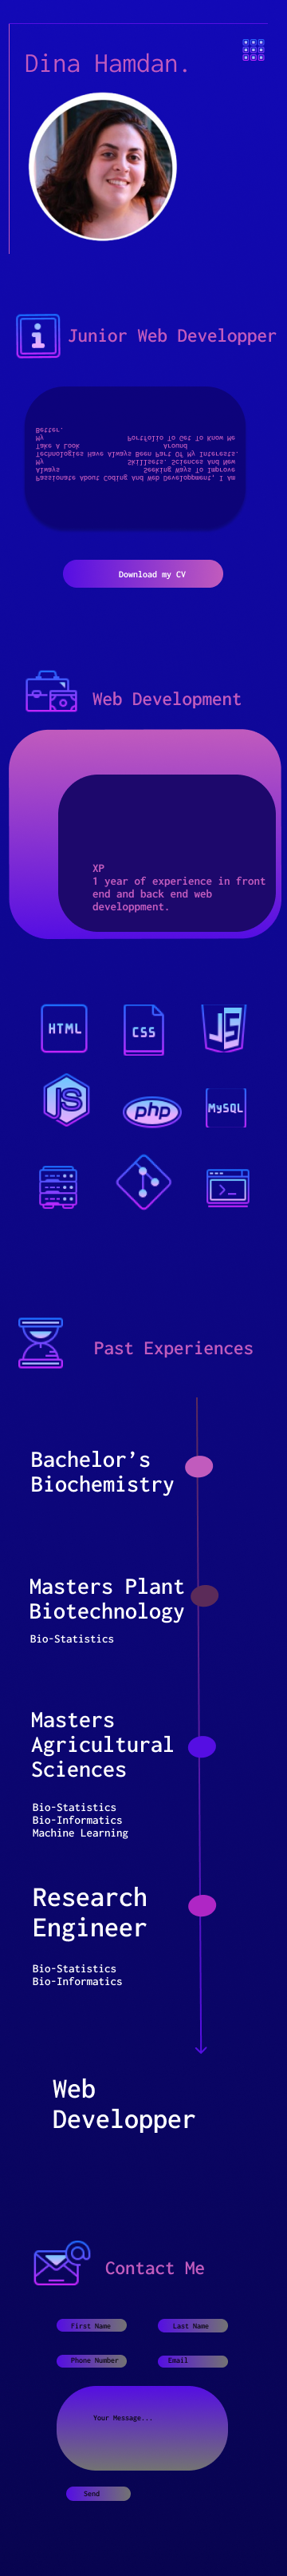 Dina Hamdan.
Junior Web Developper
Passionate About Coding And Web Developpment, I Am
Always Seeking Ways To Improve
My Skillsets. Sciences And New
Technologies Have Always Been Part Of My Interests.
Take A Look Around
My Portfolio To Get To Know Me
Better.
Download my CV
Web Development
XP
1 year of experience in front
end and back end web
developpment.
HTML
CSS
JS
JS
php
MySQL
Past Experiences
Bachelor's
Biochemistry
Masters Plant
Biotechnology
Bio-Statistics
Masters
Agricultural
Sciences
Bio-Statistics
Bio-Informatics
Machine Learning
Research
Engineer
Bio-Statistics
Bio-Informatics
Web
Developper
Contact Me
First Name
Last Name
Phone Number
Email
Your Message...
Send